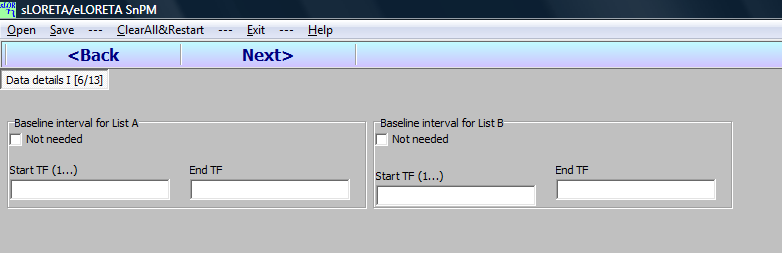 sLORETA/eLORETA SnPM
Open Save --- ClearAll&Restart --- Exit --- Help
<Back Next>
Data details I [6/13]
Baseline interval for List A Baseline interval for List B
Not needed Not needed
Start TF (1...) End TF Start TF (1...) End TF